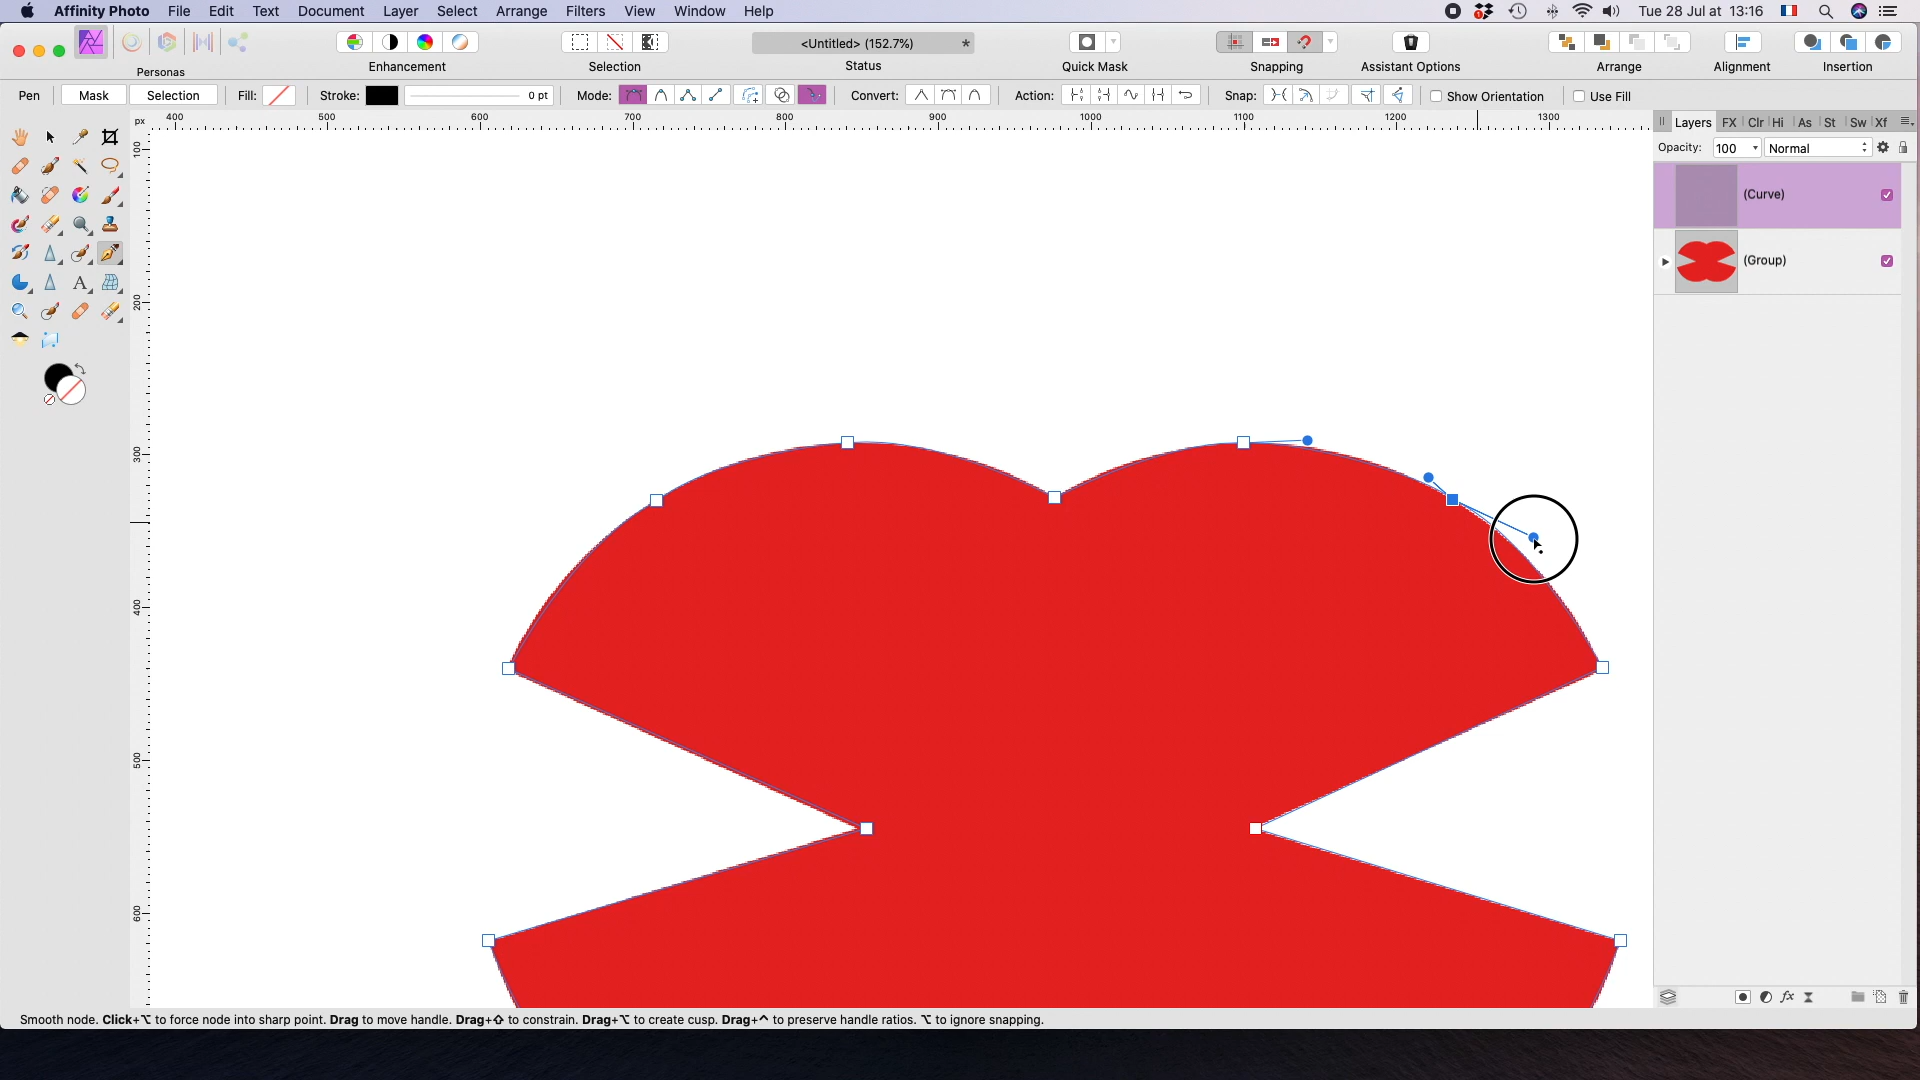 Affinity Photo File Edit Text Document Layer Select Arrange Filters View Window Help Tue 28 Jul at 13:16
<Untitled> (152.7%) *
Personas Enhancement Selection Status Quick Mask Snapping Assistant Options Arrange Alignment Insertion
Pen Mask Selection Fill: Stroke: 0 pt Mode: Convert: Action: Snap: Show Orientation Use Fill
px 400 500 600 700 800 900 1000 1100 1200 1300
Layers FX Clr Hi As St Sw Xf
Opacity: 100 Normal
100
(Curve)
(Group)
200
300
400
500
600
Smooth node. Click+⌥ to force node into sharp point. Drag to move handle. Drag+⇧ to constrain. Drag+⌥ to create cusp. Drag+⌃ to preserve handle ratios. ⌥ to ignore snapping.